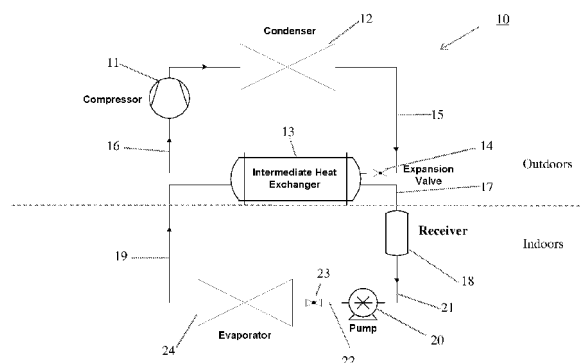 12
10
Condenser
11
Compressor
15
13
14
16
Intermediate Heat
Exchanger
Expansion
Valve
Outdoors
17
Receiver
Indoors
19
18
23
21
24
Evaporator
22
Pump
20